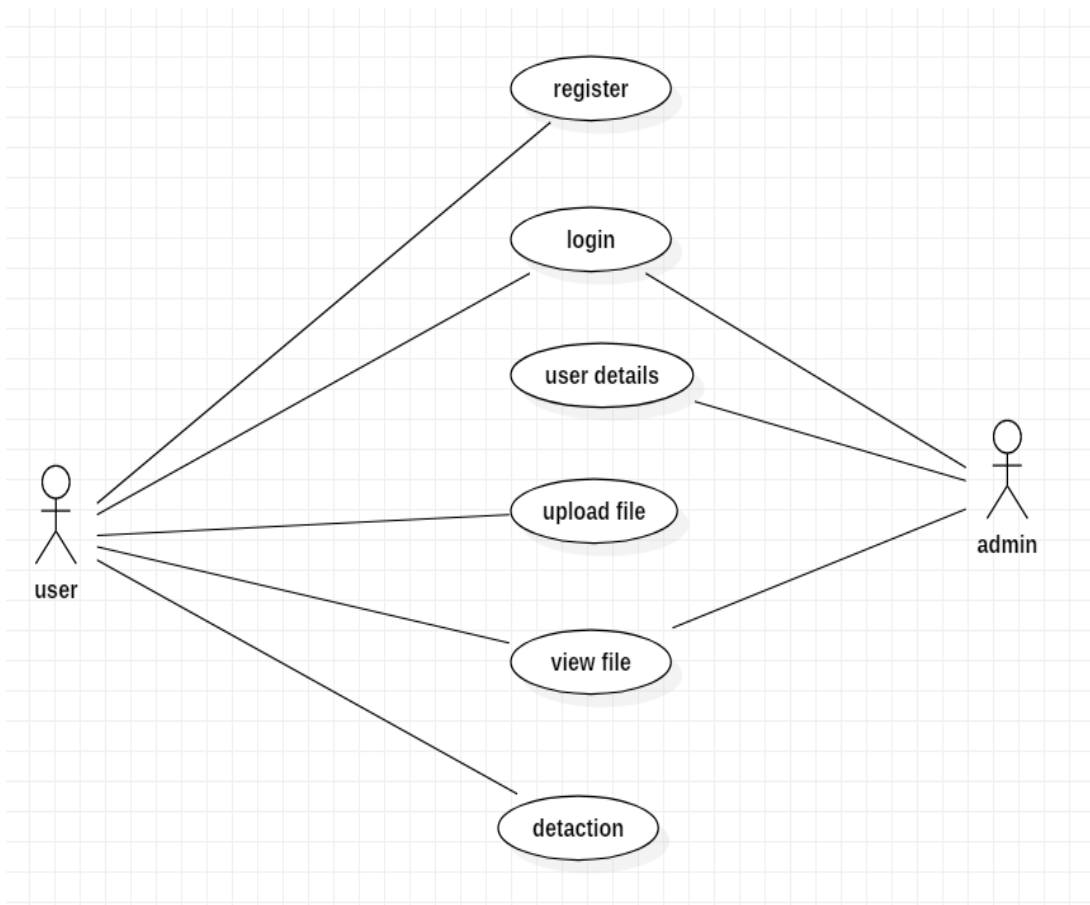 register
login
user details
upload file
user
admin
view file
detaction